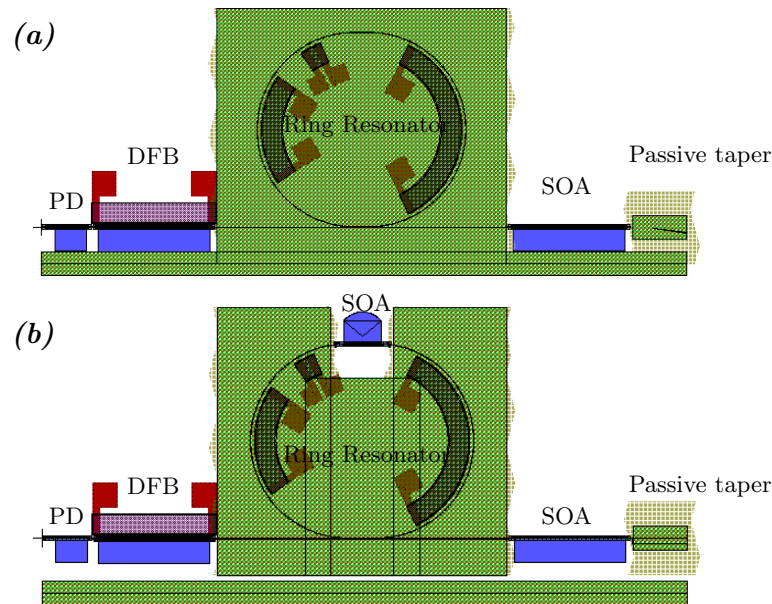 (a)
DFB
Ring Resonator
Passive taper
PD
SOA
SOA
(b)
Ring Resonator
DFB
Passive taper
PD
SOA